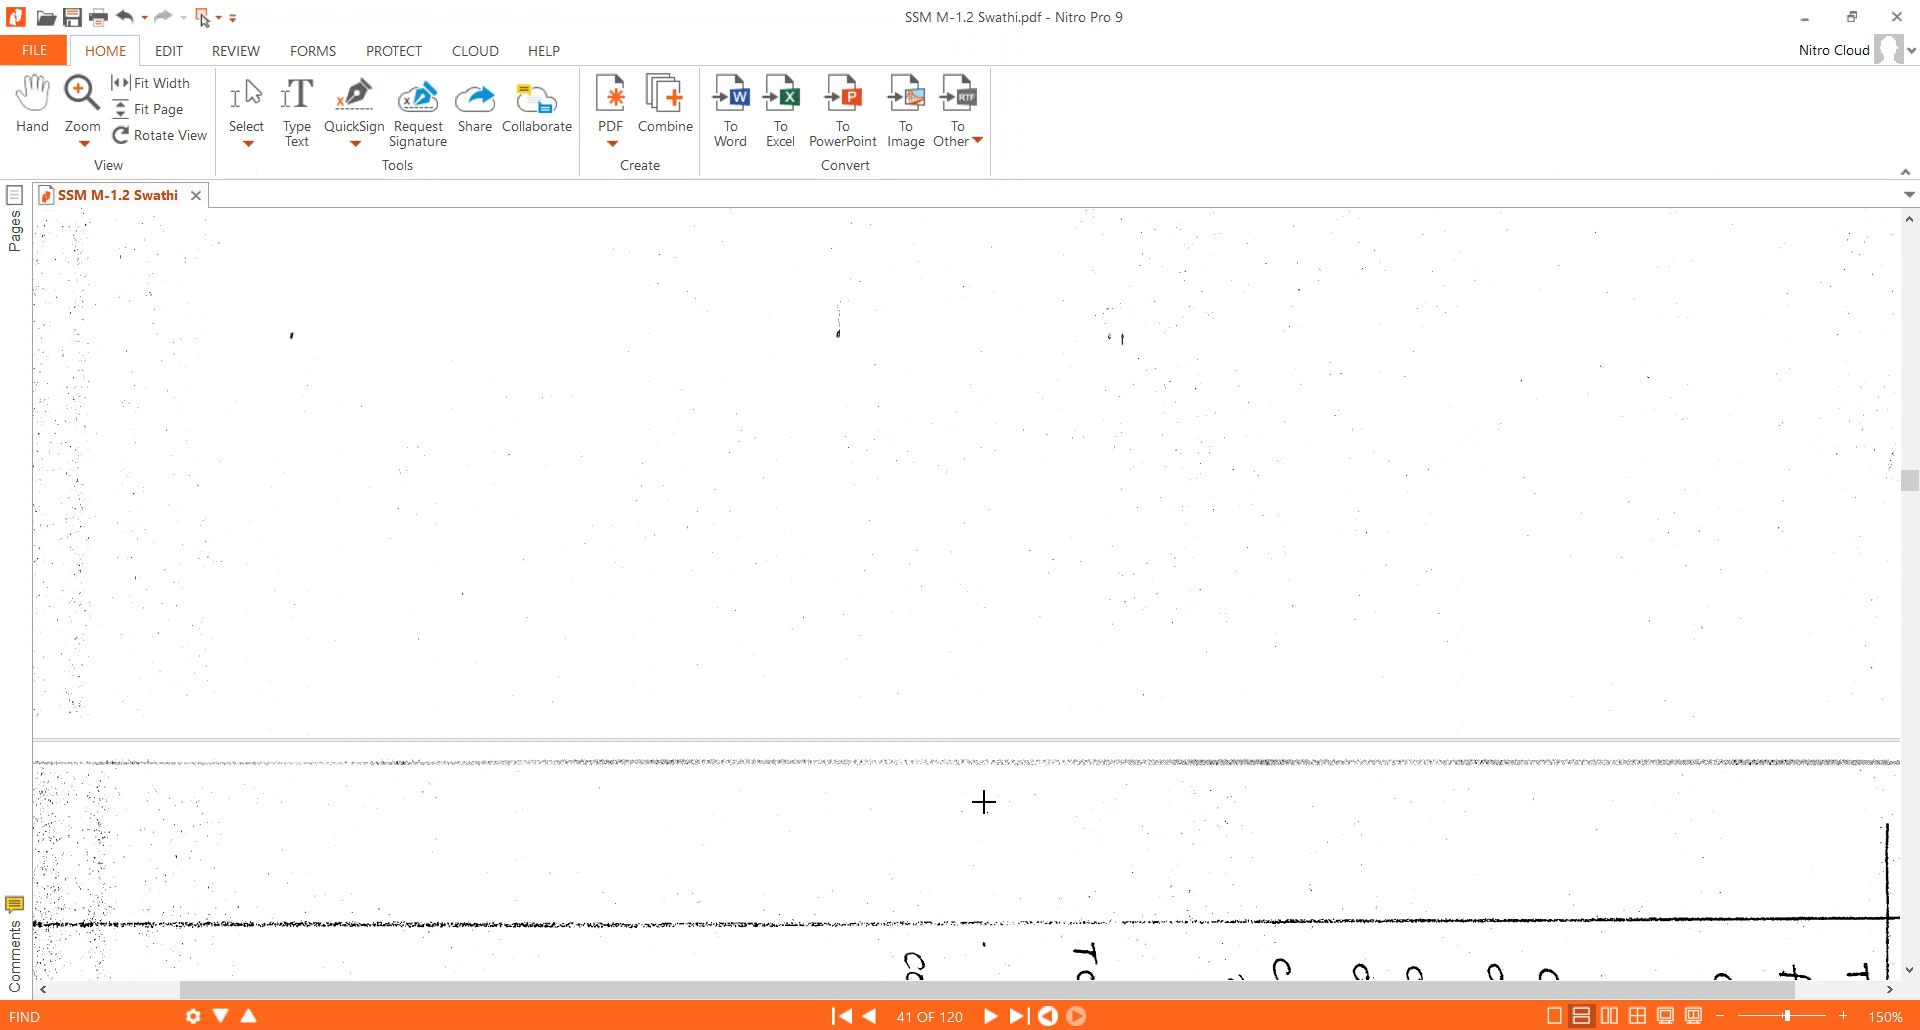 SSM M-1.2 Swathi.pdf - Nitro Pro 9
FILE HOME EDIT REVIEW FORMS PROTECT CLOUD HELP
Nitro Cloud
Hand
Zoom
Fit Width
Fit Page
Rotate View
View
Select
Type Text
QuickSign
Request Signature
Share
Collaborate
Tools
PDF
Combine
Create
To Word
To Excel
To PowerPoint
To Image
To Other
Convert
Pages
SSM M-1.2 Swathi
Comments
FIND
41 OF 120
150%